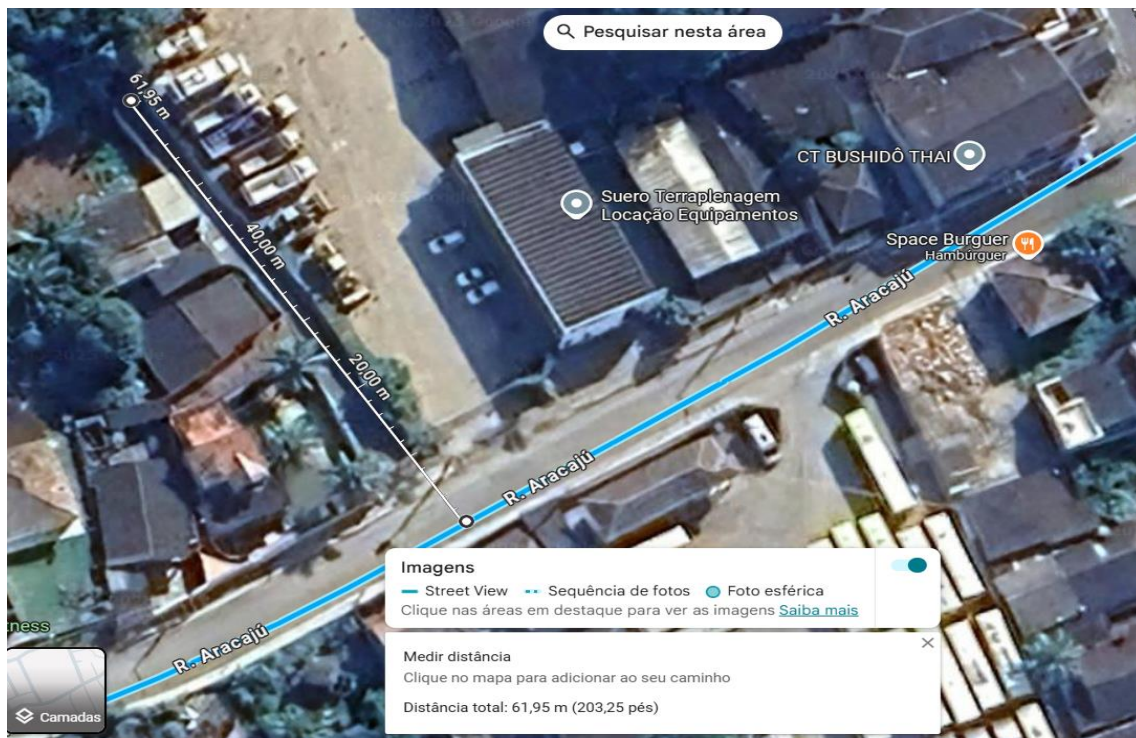 Pesquisar nesta área
61,95 m
CT BUSHIDÔ THAI
Suero Terraplenagem
Locação Equipamentos
40,00 m
Space Burguer
Hambúrguer
R. Aracajú
20,00 m
R. Aracajú
Imagens
Street View Sequência de fotos Foto esférica
Clique nas áreas em destaque para ver as imagens Saiba mais
ness
R. Aracajú
Medir distância
Clique no mapa para adicionar ao seu caminho
Distância total: 61,95 m (203,25 pés)
Camadas